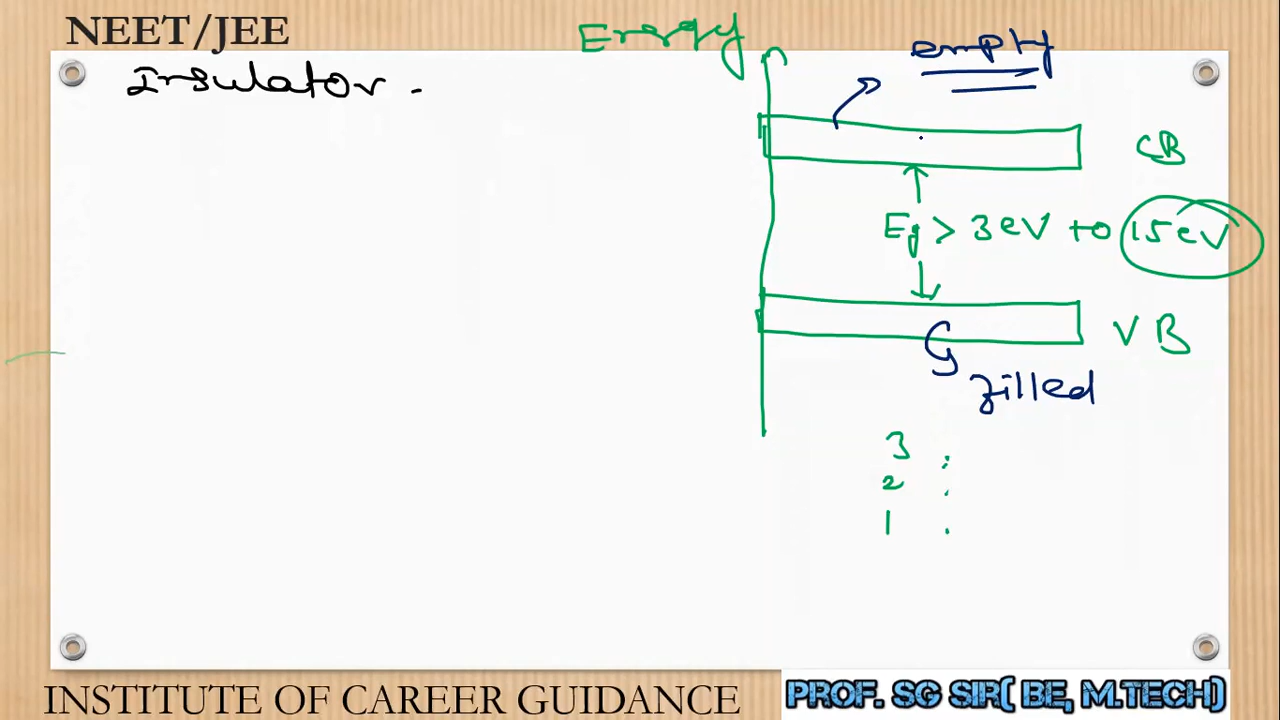 NEET/JEE
Insulator -
Energy
empty
CB
Eg > 3eV to 15eV
VB
filled
3 :
2 .
1 .
INSTITUTE OF CAREER GUIDANCE
PROF. SG SIR( BE, M.TECH)